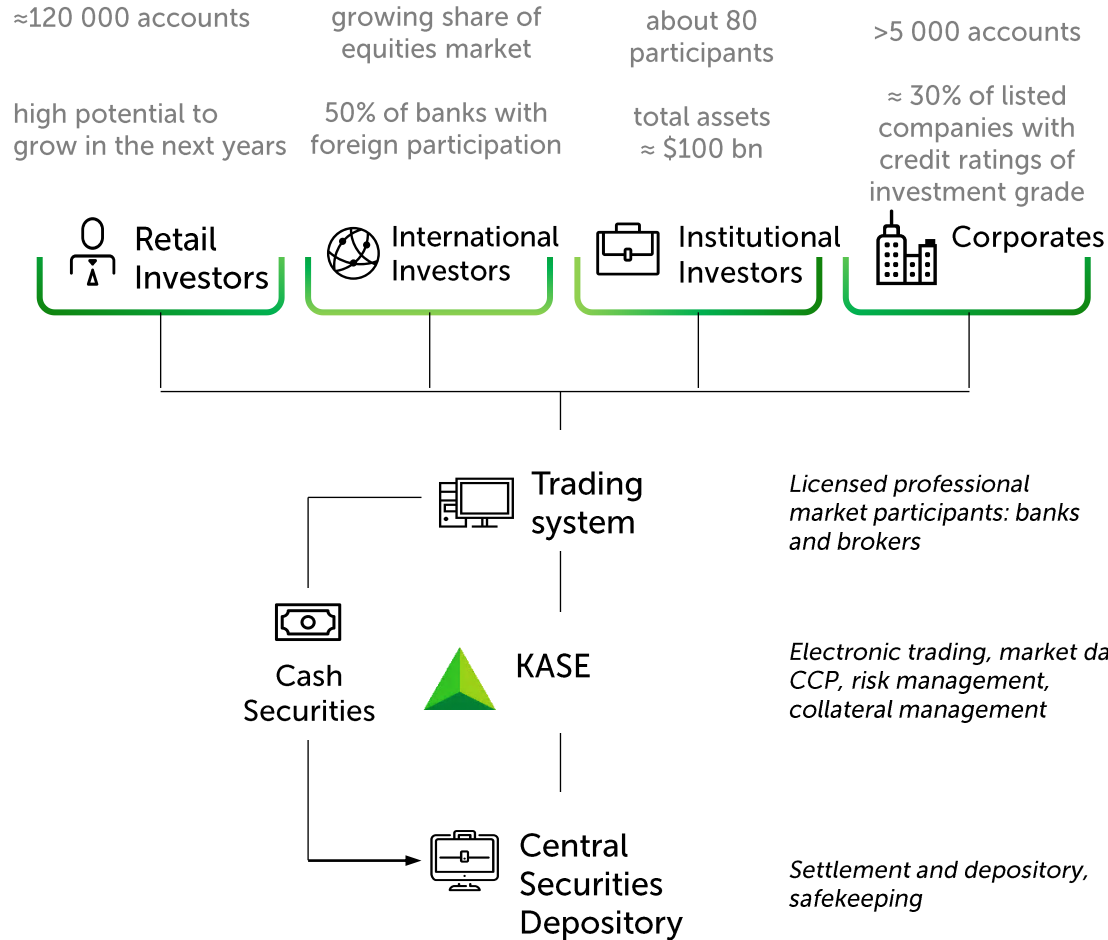 ≈120 000 accounts
high potential to
grow in the next years
growing share of
equities market
50% of banks with
foreign participation
about 80
participants
total assets
≈ $100 bn
>5 000 accounts
≈ 30% of listed
companies with
credit ratings of
investment grade
Retail
Investors
International
Investors
Institutional
Investors
Corporates
Trading
system
Licensed professional
market participants: banks
and brokers
Cash
Securities
KASE
Electronic trading, market da
CCP, risk management,
collateral management
Central
Securities
Depository
Settlement and depository,
safekeeping